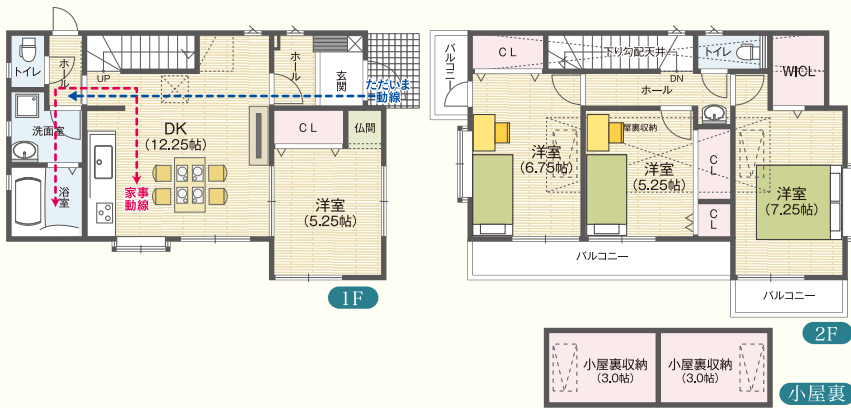 トイレ
ホール
UP
ホール
玄関
ただいま
動線
洗面室
DK
(12.25帖)
CL
仏間
浴室
家事
動線
洋室
(5.25帖)
1F
バルコニー
CL
下り勾配天井
トイレ
WICL
DN
ホール
洋室
(6.75帖)
屋裏収納
洋室
(5.25帖)
CL
CL
洋室
(7.25帖)
バルコニー
バルコニー
2F
小屋裏収納
(3.0帖)
小屋裏収納
(3.0帖)
小屋裏